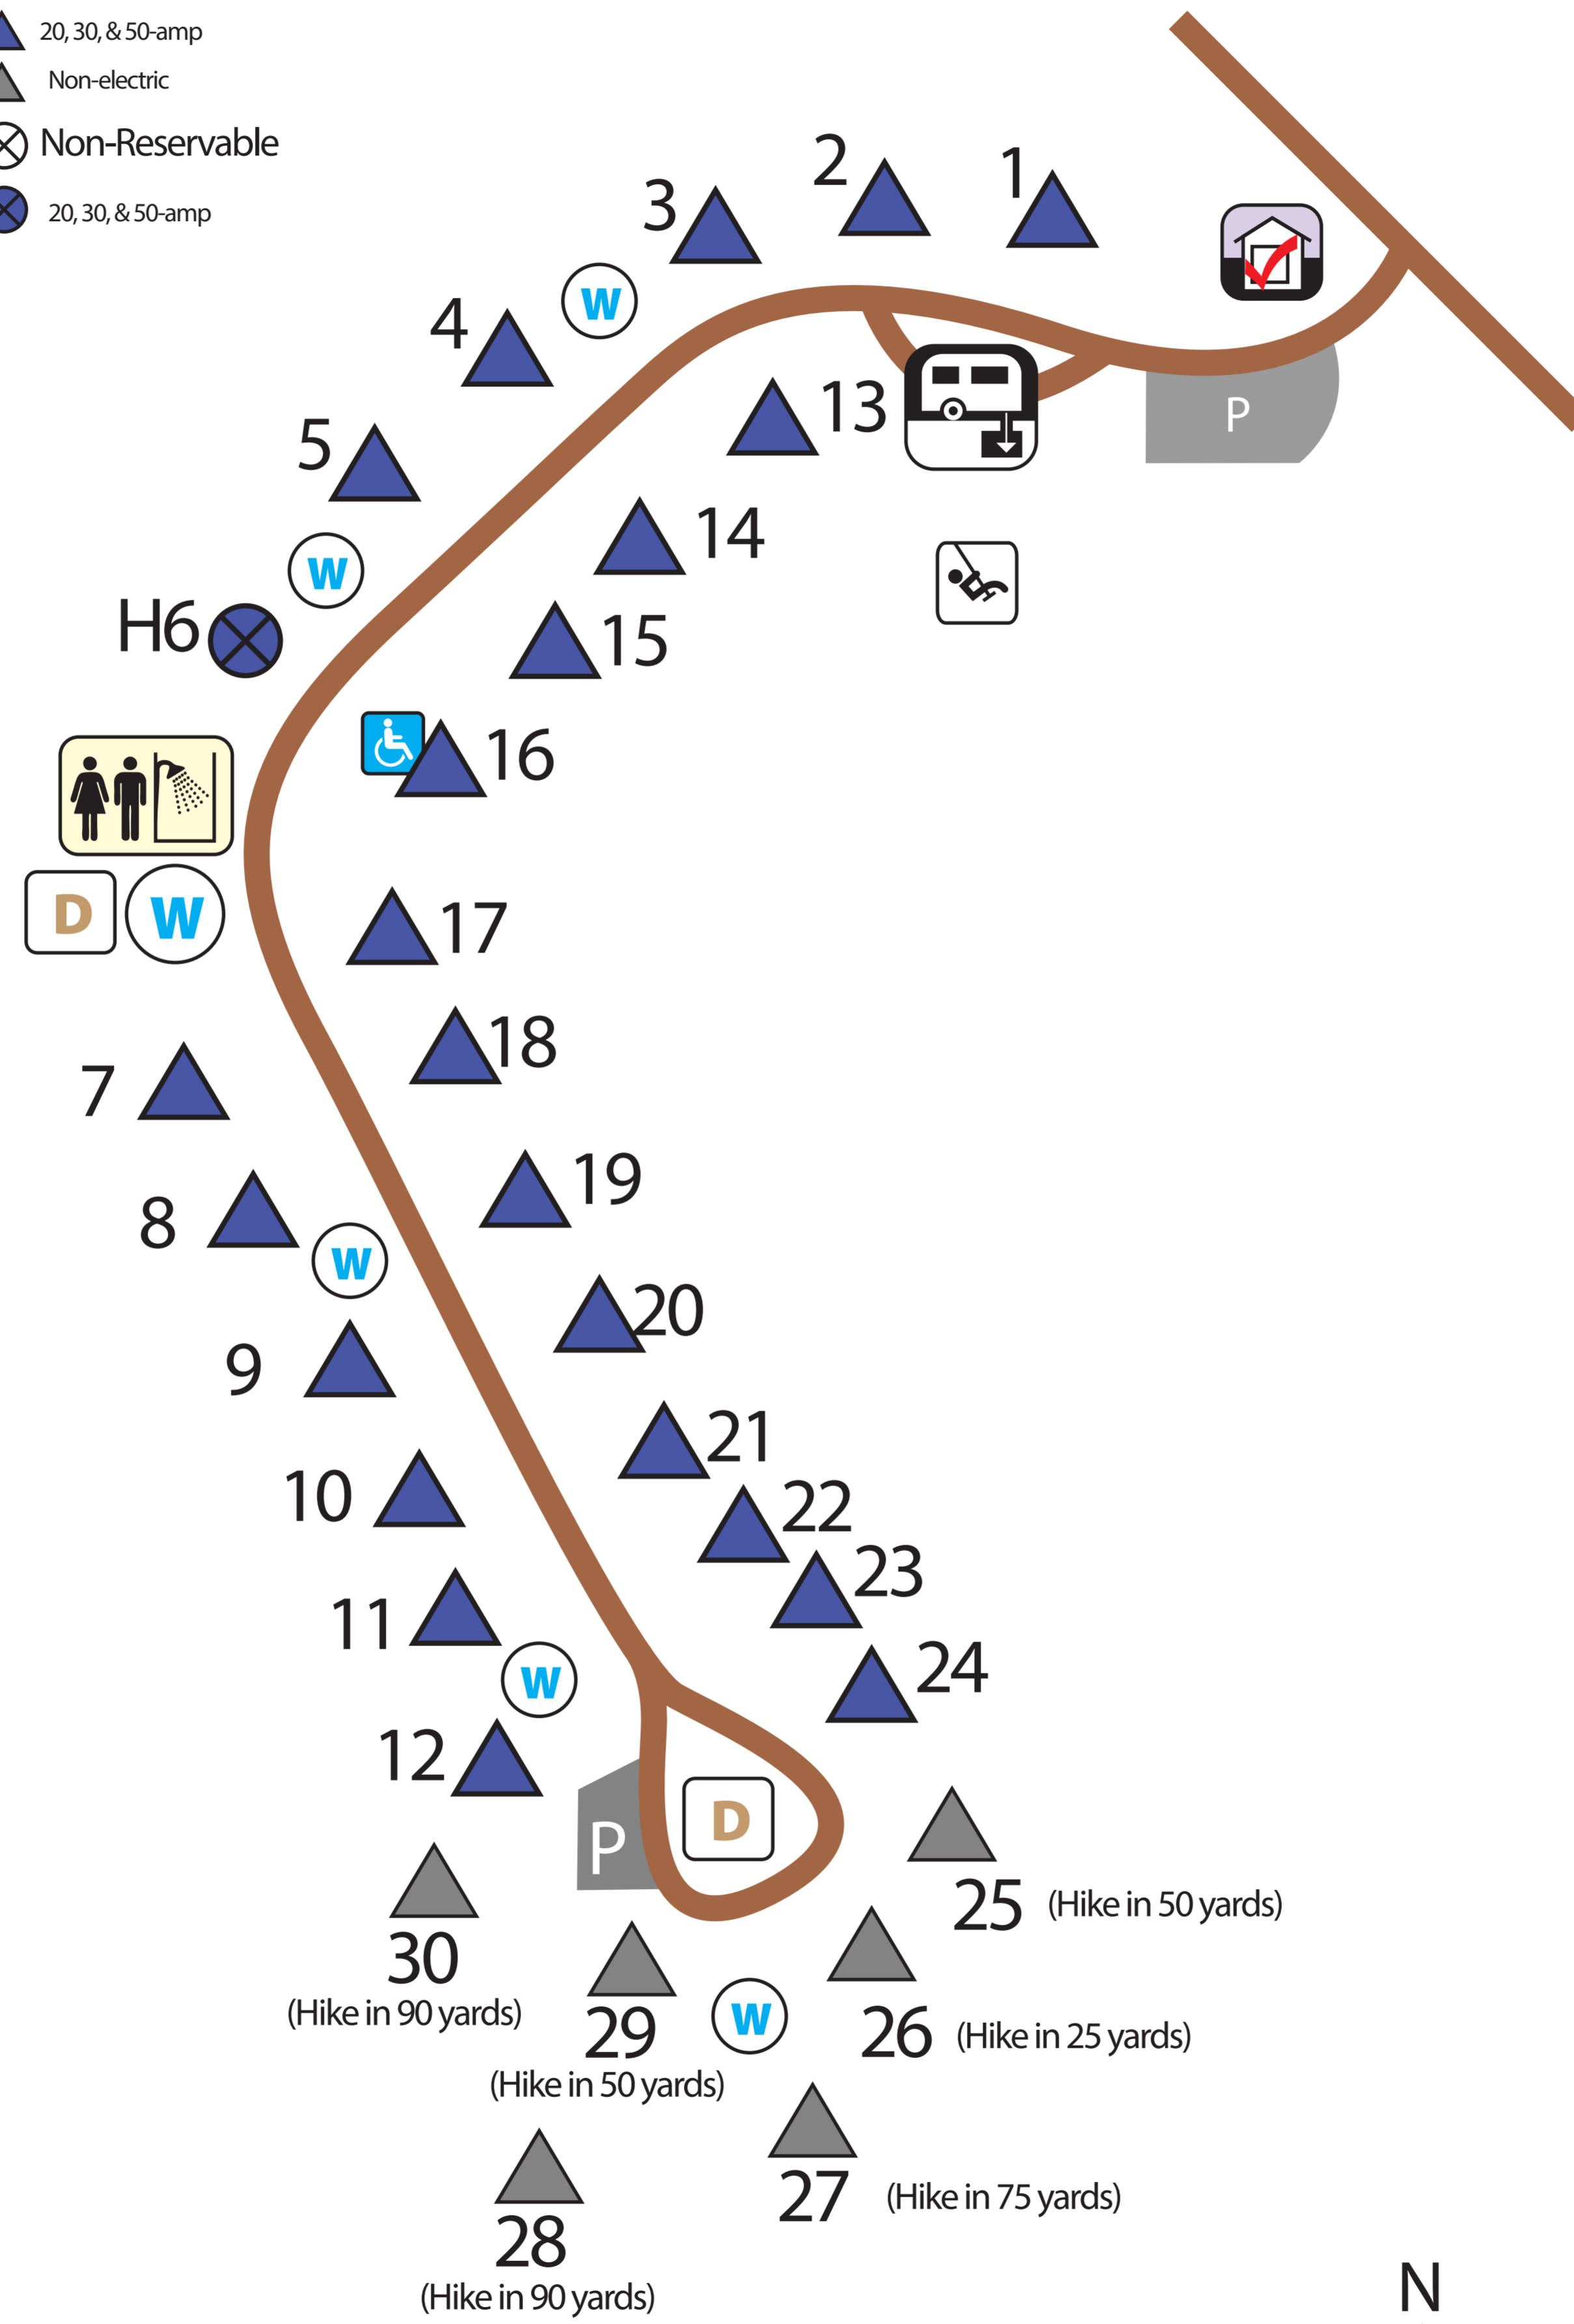 20, 30, & 50-amp
Non-electric
Non-Reservable
20, 30, & 50-amp
2
1
3
W
4
13
P
5
14
W
H6
15
16
D
W
17
18
7
19
8
W
20
9
21
10
22
23
11
24
W
12
P
D
25 (Hike in 50 yards)
30
(Hike in 90 yards)
29
(Hike in 50 yards)
W
26 (Hike in 25 yards)
27 (Hike in 75 yards)
28
(Hike in 90 yards)
N